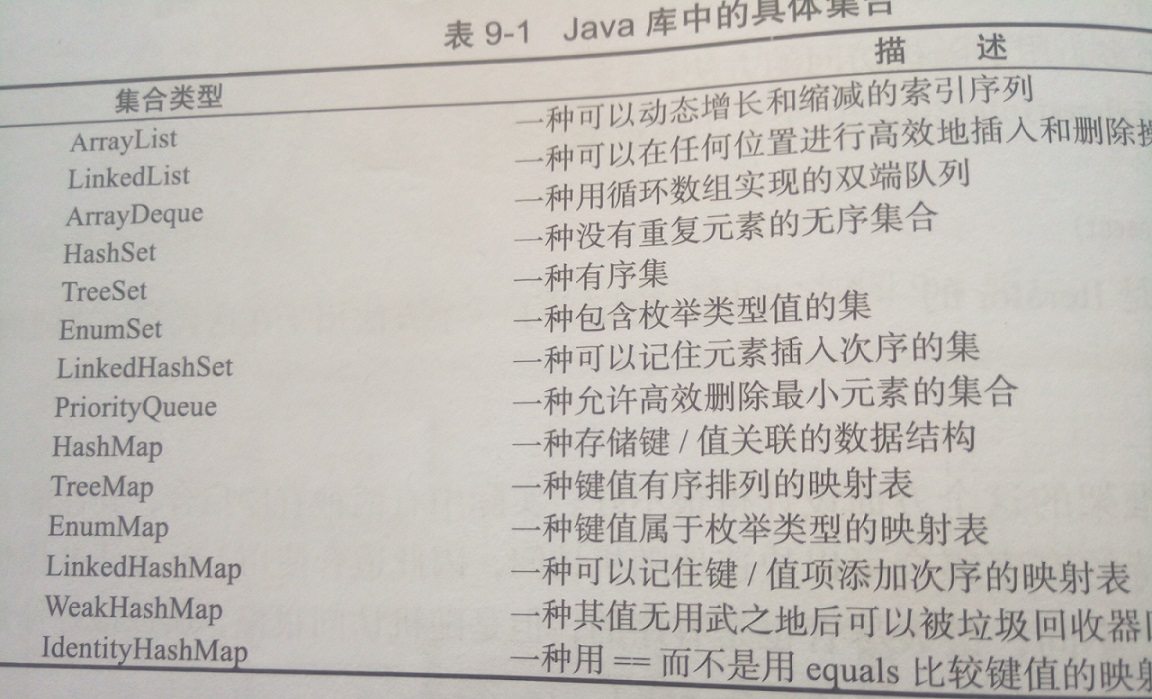 表 9-1 Java 库中的具体集合
集合类型 描 述
ArrayList 一种可以动态增长和缩减的索引序列
LinkedList 一种可以在任何位置进行高效地插入和删除
ArrayDeque 一种用循环数组实现的双端队列
HashSet 一种没有重复元素的无序集合
TreeSet 一种有序集
EnumSet 一种包含枚举类型值的集
LinkedHashSet 一种可以记住元素插入次序的集
PriorityQueue 一种允许高效删除最小元素的集合
HashMap 一种存储键 / 值关联的数据结构
TreeMap 一种键值有序排列的映射表
EnumMap 一种键值属于枚举类型的映射表
LinkedHashMap 一种可以记住键 / 值项添加次序的映射表
WeakHashMap 一种其值无用武之地后可以被垃圾回收器
IdentityHashMap 一种用 == 而不是用 equals 比较键值的映